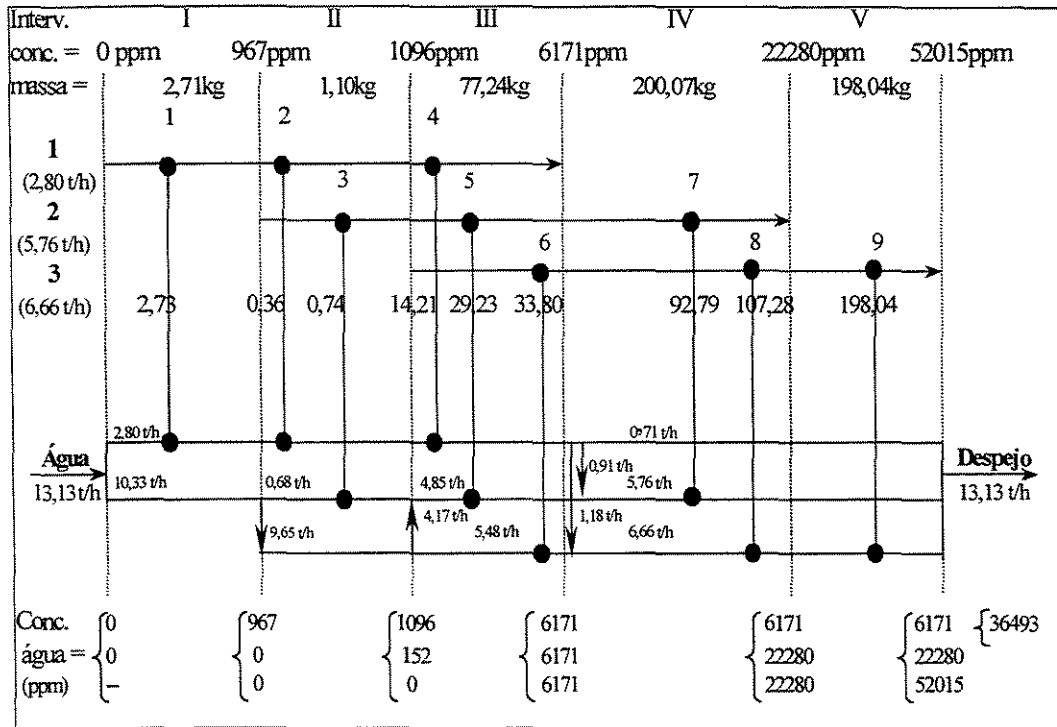 Interv. I II III IV V
conc. = 0 ppm 967ppm 1096ppm 6171ppm 22280ppm 52015ppm
massa = 2,71kg 1,10kg 77,24kg 200,07kg 198,04kg
1 2 4
1
(2,80 t/h) 3 5 7
2
(5,76 t/h) 6 8 9
3
(6,66 t/h) 2,73 0,36 0,74 14,21 29,23 33,80 92,79 107,28 198,04
2,80 t/h 0,71 t/h
Água 0,91 t/h Despejo
10,33 t/h 0,68 t/h 4,85 t/h 5,76 t/h
13,13 t/h 13,13 t/h
4,17 t/h 1,18 t/h
9,65 t/h 5,48 t/h 6,66 t/h
Conc. 0 967 1096 6171 6171 6171 36493
água = 0 0 152 6171 22280 22280
(ppm) – 0 0 6171 22280 52015